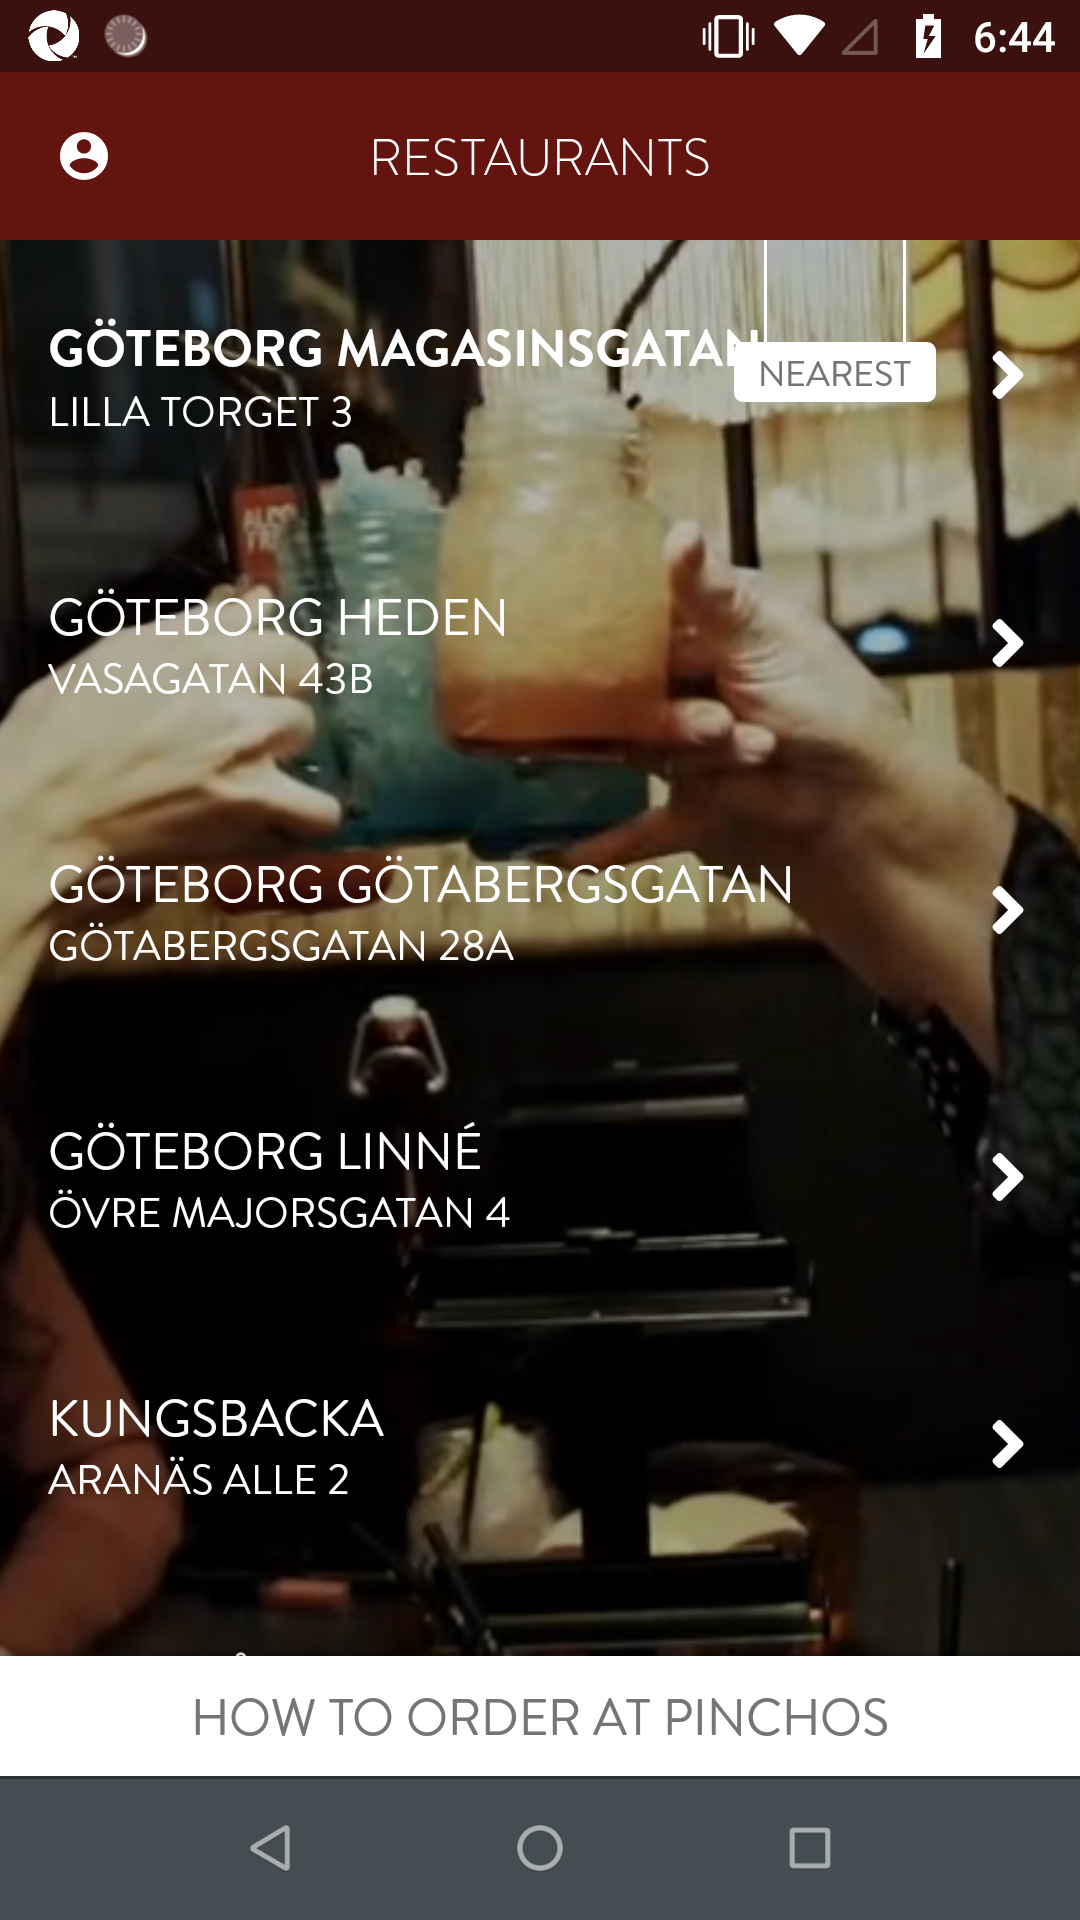 6:44
RESTAURANTS
GÖTEBORG MAGASINSGATAN
NEAREST
LILLA TORGET 3
GÖTEBORG HEDEN
VASAGATAN 43B
GÖTEBORG GÖTABERGSGATAN
GÖTABERGSGATAN 28A
GÖTEBORG LINNÉ
ÖVRE MAJORSGATAN 4
KUNGSBACKA
ARANÄS ALLE 2
HOW TO ORDER AT PINCHOS